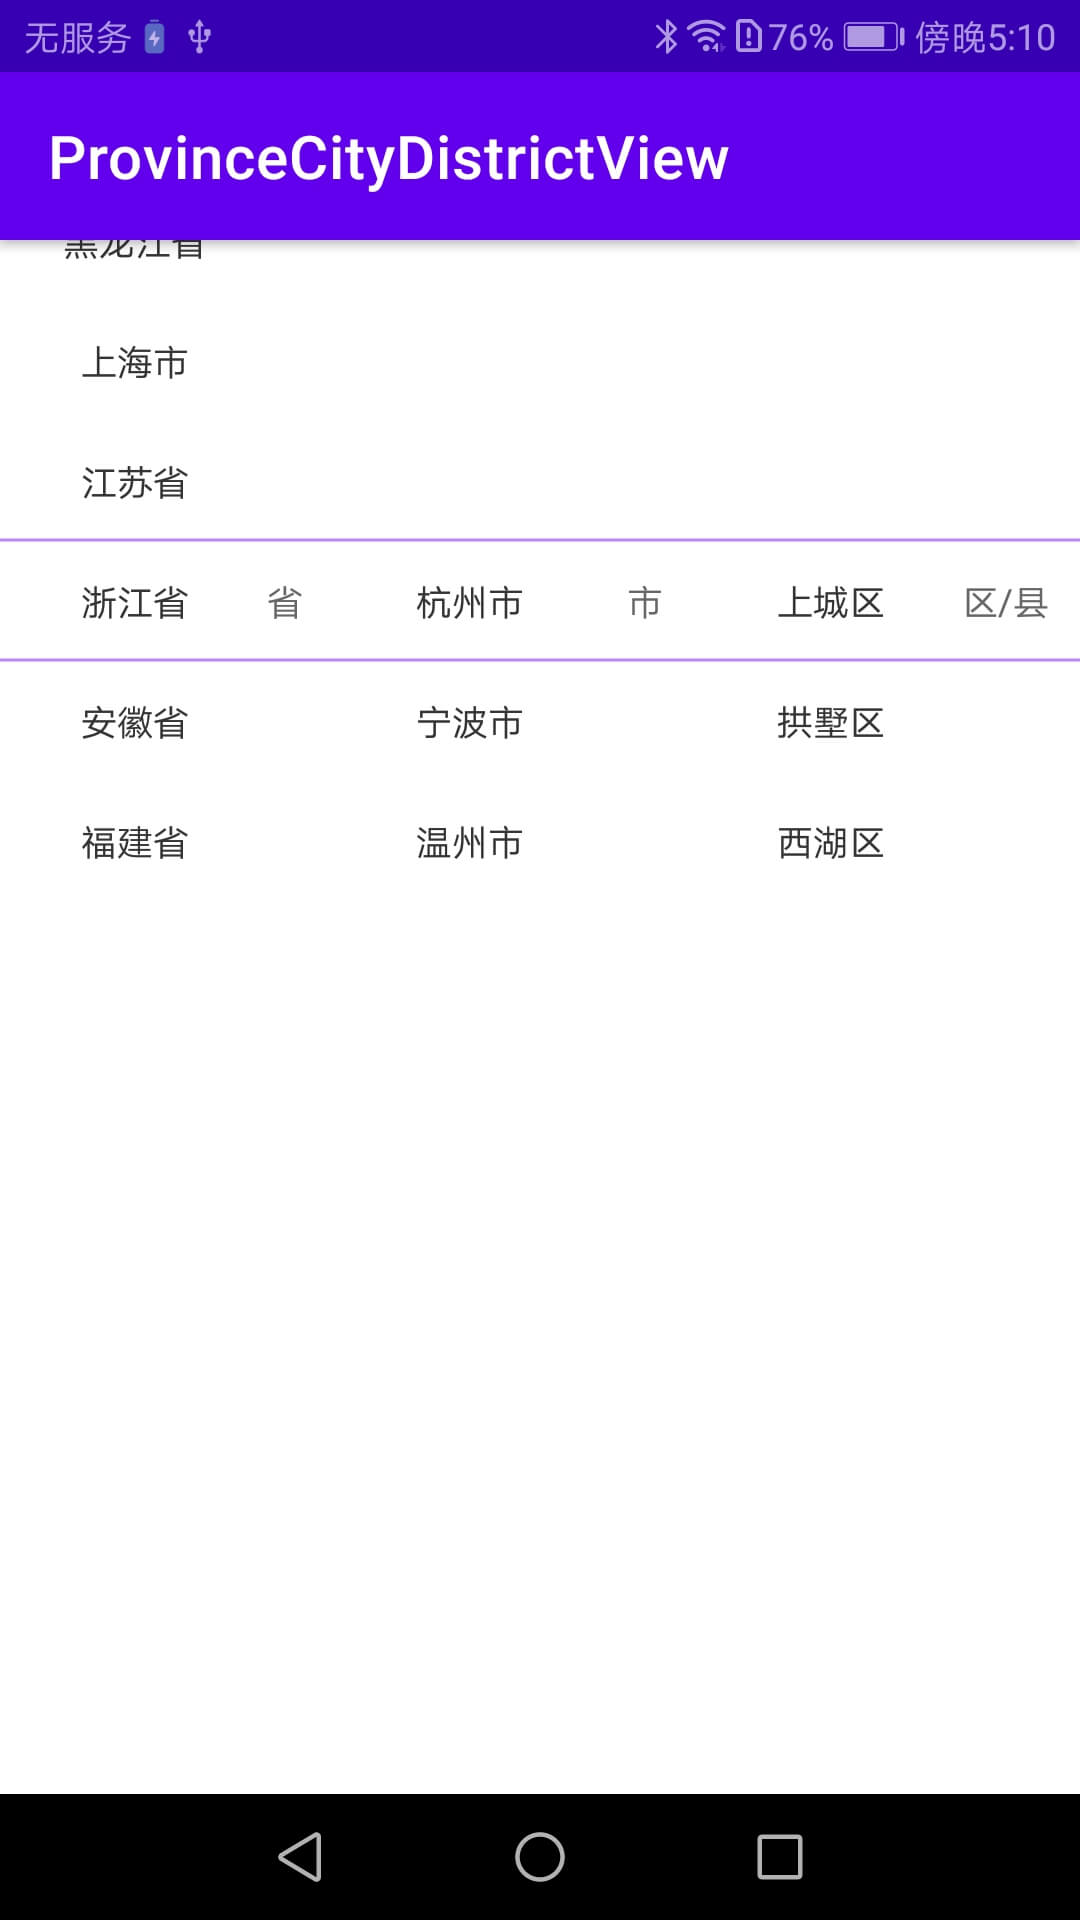 无服务 76% 傍晚5:10
ProvinceCityDistrictView
黑龙江省
上海市
江苏省
浙江省 省 杭州市 市 上城区 区/县
安徽省 宁波市 拱墅区
福建省 温州市 西湖区